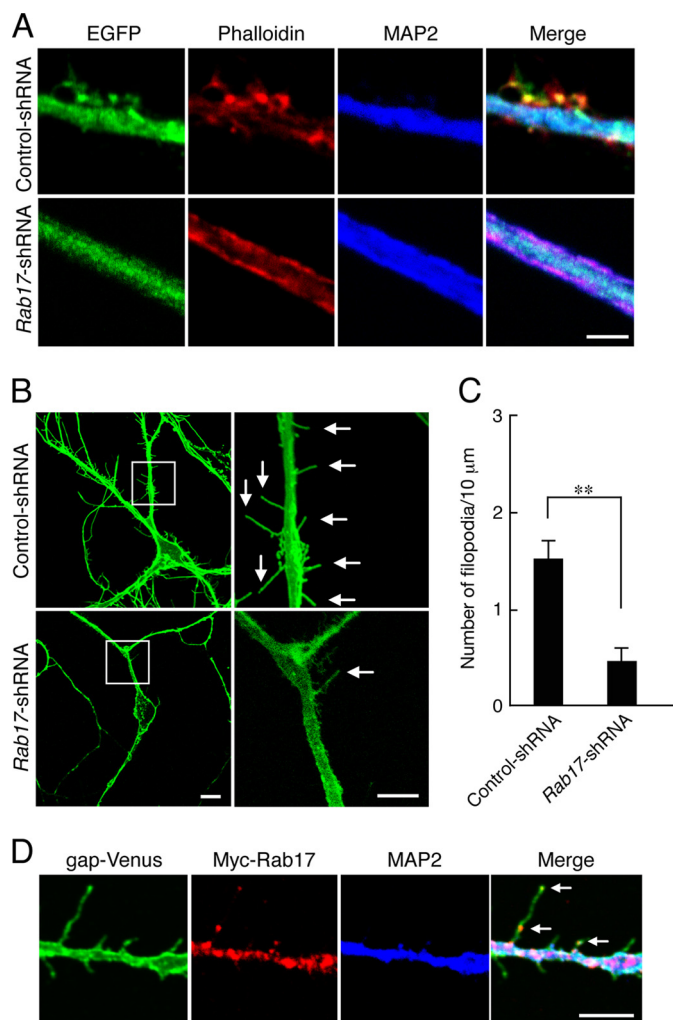 A
EGFP Phalloidin MAP2 Merge
Control-shRNA
Rab17-shRNA
B
Control-shRNA
Rab17-shRNA
C
Number of filopodia/10 μm
3
2
1
0
**
Control-shRNA
Rab17-shRNA
D
gap-Venus Myc-Rab17 MAP2 Merge